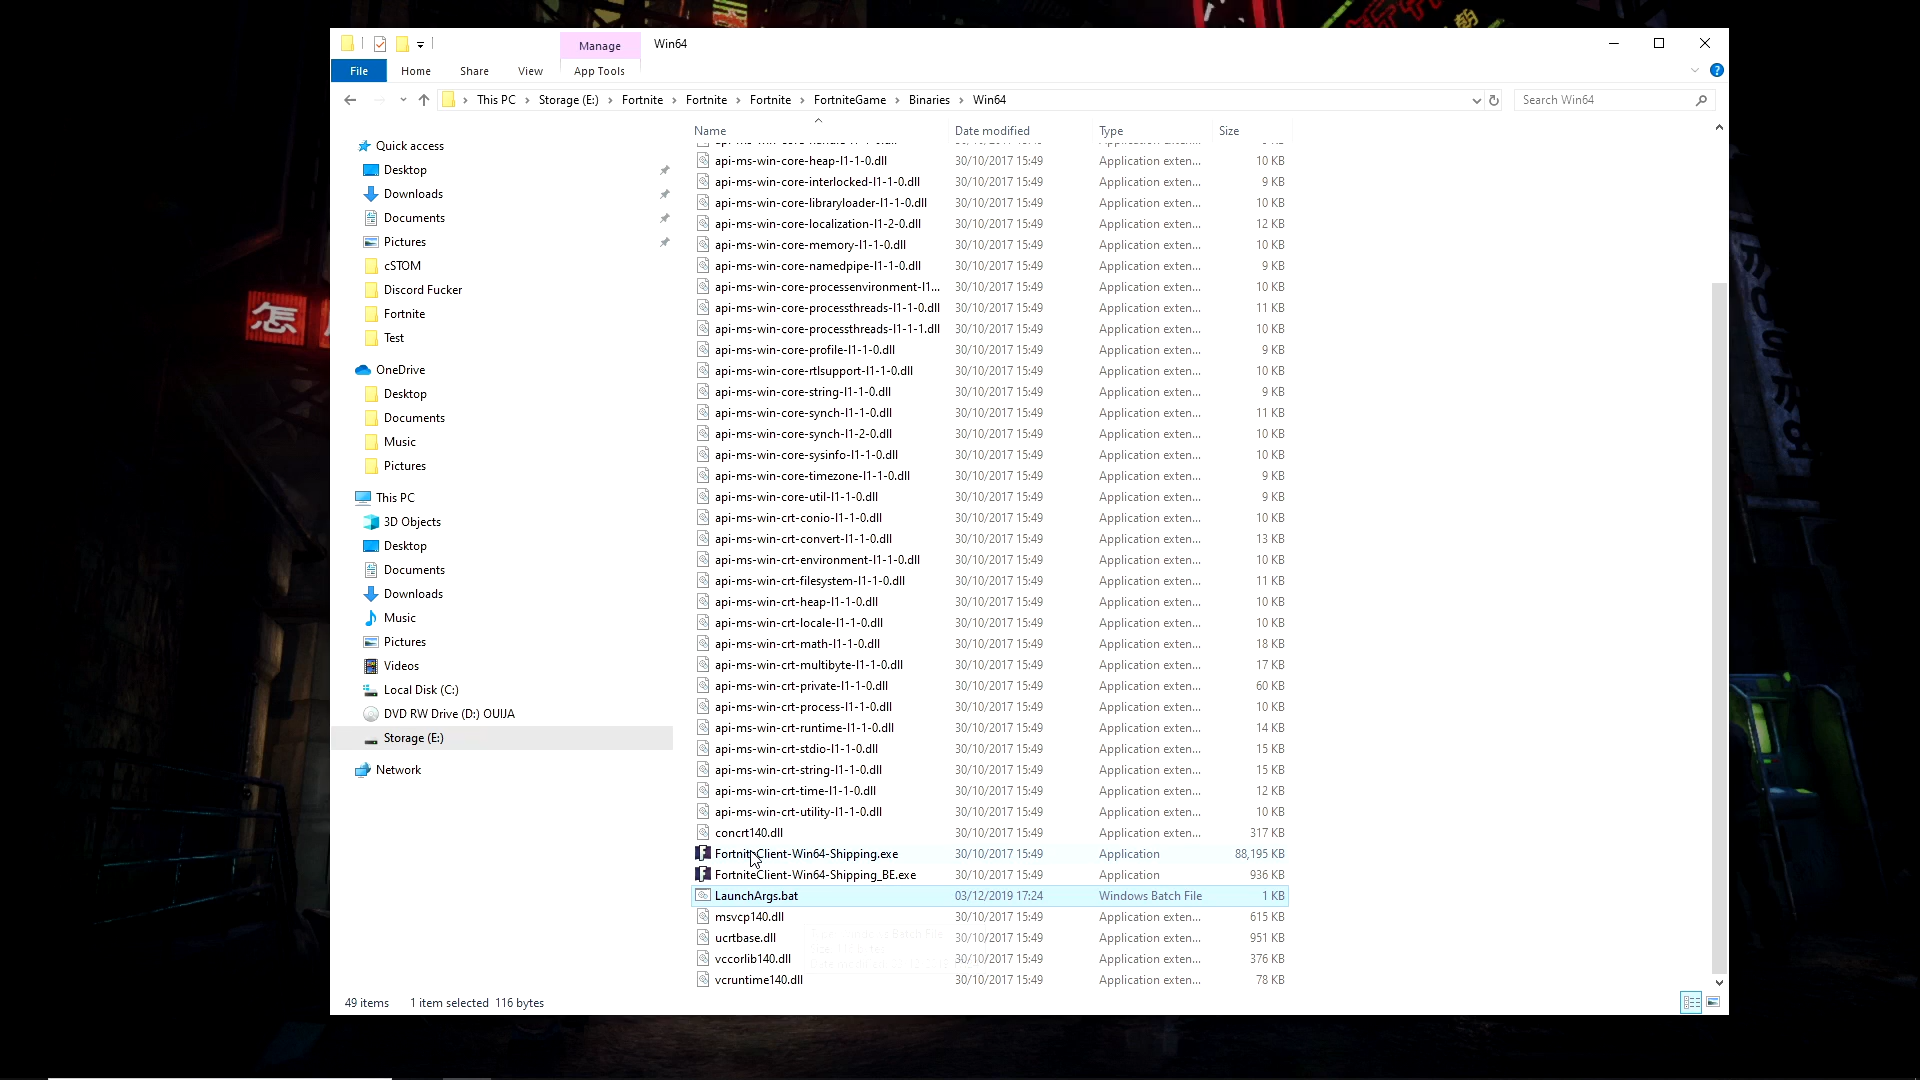 Manage
Win64
File
Home
Share
View
App Tools
This PC
Storage (E:)
Fortnite
Fortnite
Fortnite
FortniteGame
Binaries
Win64
Search Win64
Name
Date modified
Type
Size
Quick access
Desktop
Downloads
Documents
Pictures
cSTOM
Discord Fucker
Fortnite
Test
OneDrive
Desktop
Documents
Music
Pictures
This PC
3D Objects
Desktop
Documents
Downloads
Music
Pictures
Videos
Local Disk (C:)
DVD RW Drive (D:) OUIJA
Storage (E:)
Network
api-ms-win-core-heap-l1-1-0.dll 30/10/2017 15:49 Application exten... 10 KB
api-ms-win-core-interlocked-l1-1-0.dll 30/10/2017 15:49 Application exten... 9 KB
api-ms-win-core-libraryloader-l1-1-0.dll 30/10/2017 15:49 Application exten... 10 KB
api-ms-win-core-localization-l1-2-0.dll 30/10/2017 15:49 Application exten... 12 KB
api-ms-win-core-memory-l1-1-0.dll 30/10/2017 15:49 Application exten... 10 KB
api-ms-win-core-namedpipe-l1-1-0.dll 30/10/2017 15:49 Application exten... 9 KB
api-ms-win-core-processenvironment-l1... 30/10/2017 15:49 Application exten... 10 KB
api-ms-win-core-processthreads-l1-1-0.dll 30/10/2017 15:49 Application exten... 11 KB
api-ms-win-core-processthreads-l1-1-1.dll 30/10/2017 15:49 Application exten... 10 KB
api-ms-win-core-profile-l1-1-0.dll 30/10/2017 15:49 Application exten... 9 KB
api-ms-win-core-rtlsupport-l1-1-0.dll 30/10/2017 15:49 Application exten... 10 KB
api-ms-win-core-string-l1-1-0.dll 30/10/2017 15:49 Application exten... 9 KB
api-ms-win-core-synch-l1-1-0.dll 30/10/2017 15:49 Application exten... 11 KB
api-ms-win-core-synch-l1-2-0.dll 30/10/2017 15:49 Application exten... 10 KB
api-ms-win-core-sysinfo-l1-1-0.dll 30/10/2017 15:49 Application exten... 10 KB
api-ms-win-core-timezone-l1-1-0.dll 30/10/2017 15:49 Application exten... 9 KB
api-ms-win-core-util-l1-1-0.dll 30/10/2017 15:49 Application exten... 9 KB
api-ms-win-crt-conio-l1-1-0.dll 30/10/2017 15:49 Application exten... 10 KB
api-ms-win-crt-convert-l1-1-0.dll 30/10/2017 15:49 Application exten... 13 KB
api-ms-win-crt-environment-l1-1-0.dll 30/10/2017 15:49 Application exten... 10 KB
api-ms-win-crt-filesystem-l1-1-0.dll 30/10/2017 15:49 Application exten... 11 KB
api-ms-win-crt-heap-l1-1-0.dll 30/10/2017 15:49 Application exten... 10 KB
api-ms-win-crt-locale-l1-1-0.dll 30/10/2017 15:49 Application exten... 10 KB
api-ms-win-crt-math-l1-1-0.dll 30/10/2017 15:49 Application exten... 18 KB
api-ms-win-crt-multibyte-l1-1-0.dll 30/10/2017 15:49 Application exten... 17 KB
api-ms-win-crt-private-l1-1-0.dll 30/10/2017 15:49 Application exten... 60 KB
api-ms-win-crt-process-l1-1-0.dll 30/10/2017 15:49 Application exten... 10 KB
api-ms-win-crt-runtime-l1-1-0.dll 30/10/2017 15:49 Application exten... 14 KB
api-ms-win-crt-stdio-l1-1-0.dll 30/10/2017 15:49 Application exten... 15 KB
api-ms-win-crt-string-l1-1-0.dll 30/10/2017 15:49 Application exten... 15 KB
api-ms-win-crt-time-l1-1-0.dll 30/10/2017 15:49 Application exten... 12 KB
api-ms-win-crt-utility-l1-1-0.dll 30/10/2017 15:49 Application exten... 10 KB
concrt140.dll 30/10/2017 15:49 Application exten... 317 KB
FortniteClient-Win64-Shipping.exe 30/10/2017 15:49 Application 88,195 KB
FortniteClient-Win64-Shipping_BE.exe 30/10/2017 15:49 Application 936 KB
LaunchArgs.bat 03/12/2019 17:24 Windows Batch File 1 KB
msvcp140.dll 30/10/2017 15:49 Application exten... 615 KB
ucrtbase.dll 30/10/2017 15:49 Application exten... 951 KB
vccorlib140.dll 30/10/2017 15:49 Application exten... 376 KB
vcruntime140.dll 30/10/2017 15:49 Application exten... 78 KB
49 items
1 item selected 116 bytes
怎